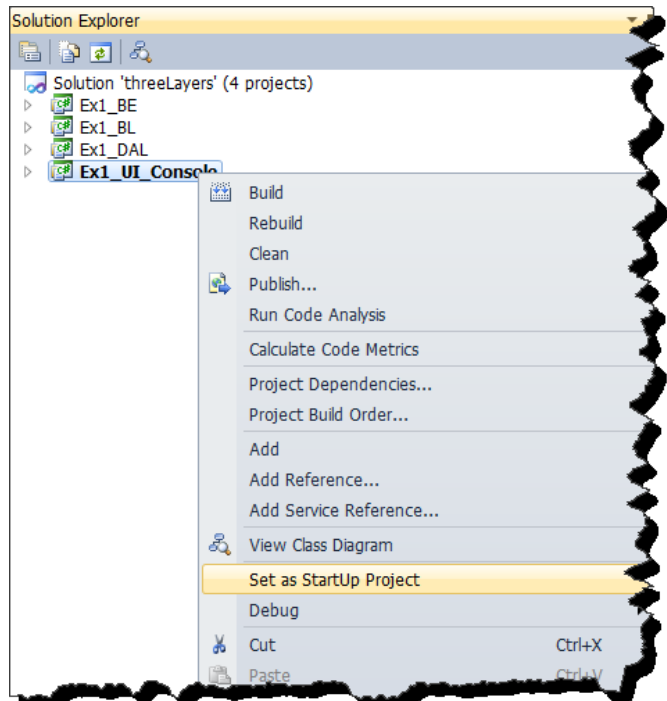 Solution Explorer
Solution 'threeLayers' (4 projects)
Ex1_BE
Ex1_BL
Ex1_DAL
Ex1_UI_Console
Build
Rebuild
Clean
Publish...
Run Code Analysis
Calculate Code Metrics
Project Dependencies...
Project Build Order...
Add
Add Reference...
Add Service Reference...
View Class Diagram
Set as StartUp Project
Debug
Cut Ctrl+X
Paste Ctrl+V